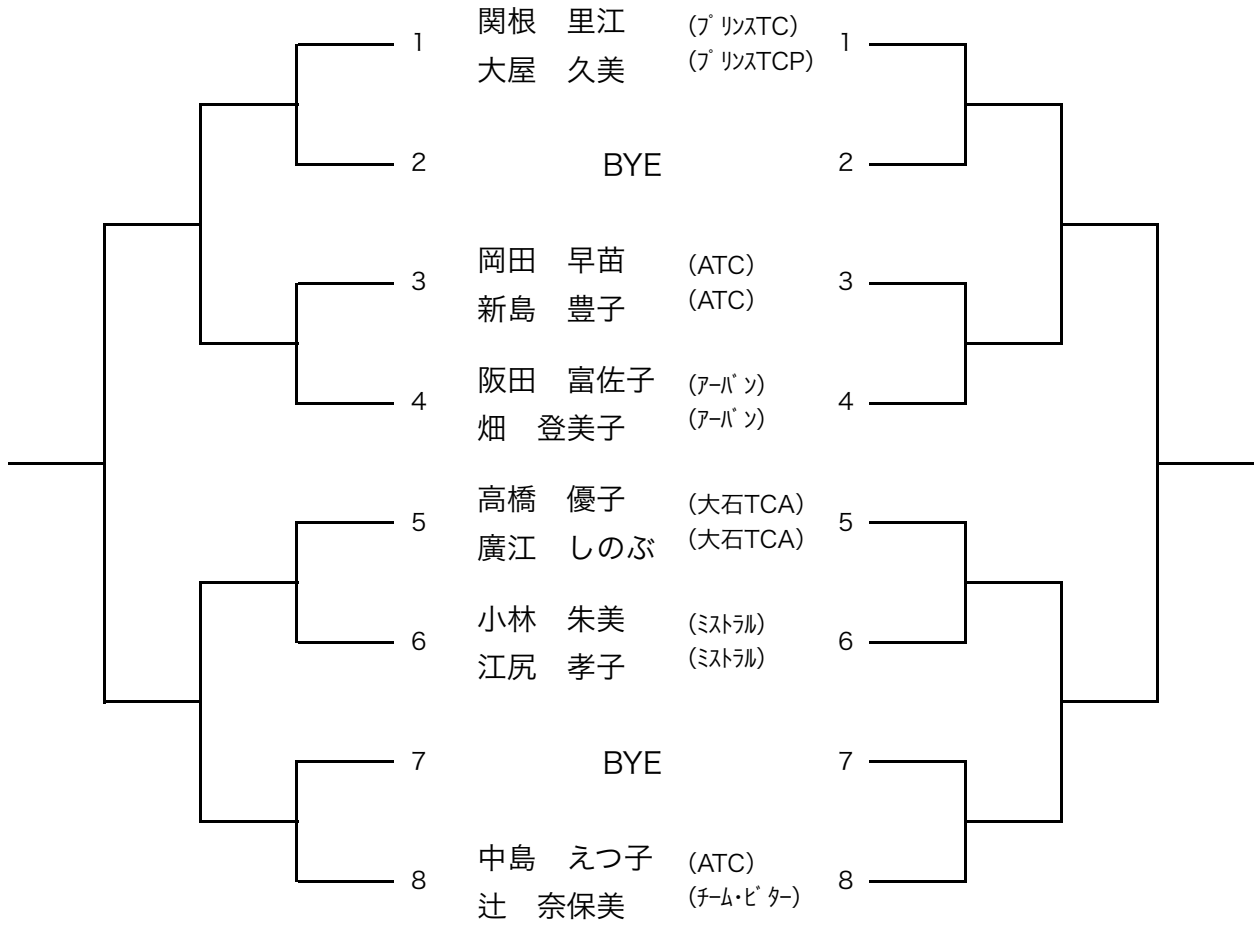 1 関根　里江 (ﾌﾟﾘﾝｽTC) 1
大屋　久美 (ﾌﾟﾘﾝｽTCP)
2 BYE 2
岡田　早苗 (ATC)
3 3
新島　豊子 (ATC)
阪田　富佐子 (ｱｰﾊﾞﾝ)
4 4
畑　登美子 (ｱｰﾊﾞﾝ)
高橋　優子 (大石TCA)
5 5
廣江　しのぶ (大石TCA)
小林　朱美 (ﾐｽﾄﾗﾙ)
6 6
江尻　孝子 (ﾐｽﾄﾗﾙ)
7 BYE 7
中島　えつ子 (ATC)
8 8
辻　奈保美 (ﾁｰﾑ･ﾋﾞﾀｰ)